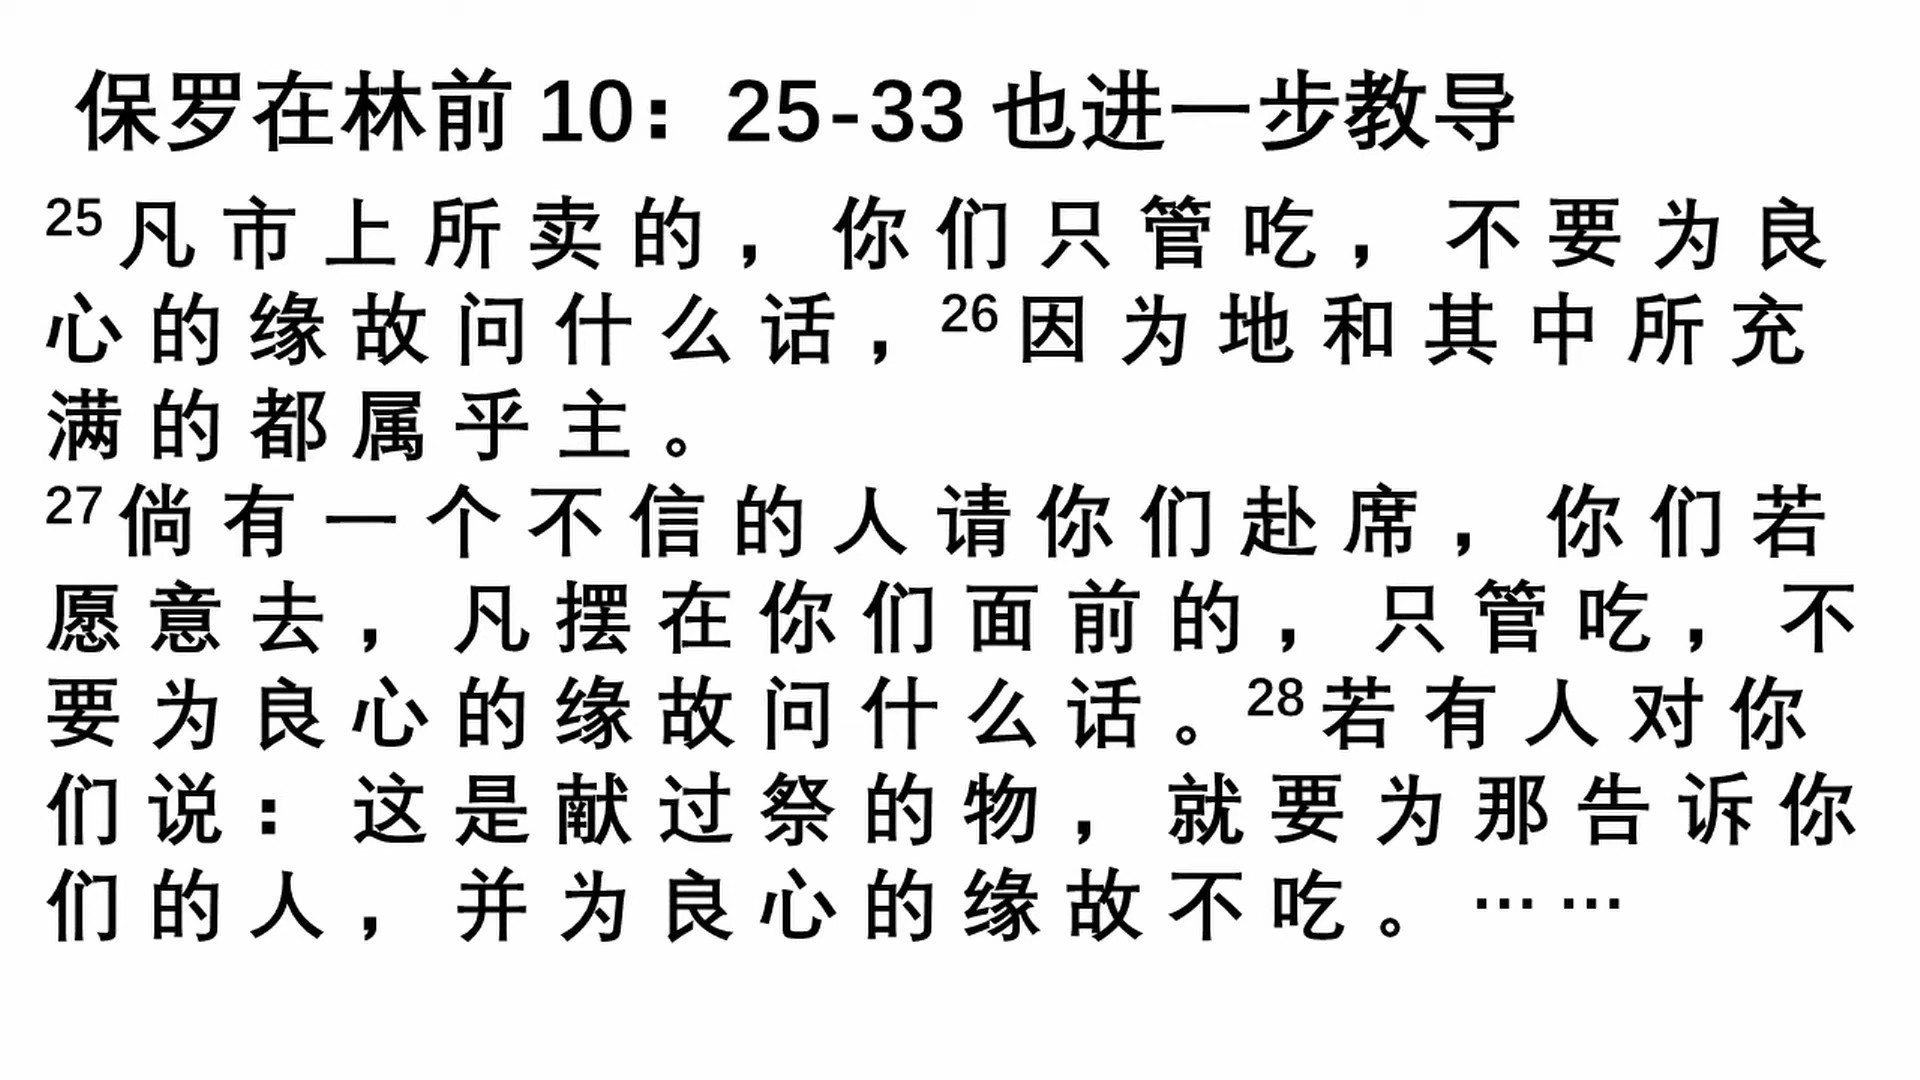 保罗在林前 10：25-33 也进一步教导
25凡市上所卖的，你们只管吃，不要为良
心的缘故问什么话，26因为地和其中所充
满的都属乎主。
27倘有一个不信的人请你们赴席，你们若
愿意去，凡摆在你们面前的，只管吃，不
要为良心的缘故问什么话。28若有人对你
们说：这是献过祭的物，就要为那告诉你
们的人，并为良心的缘故不吃。……